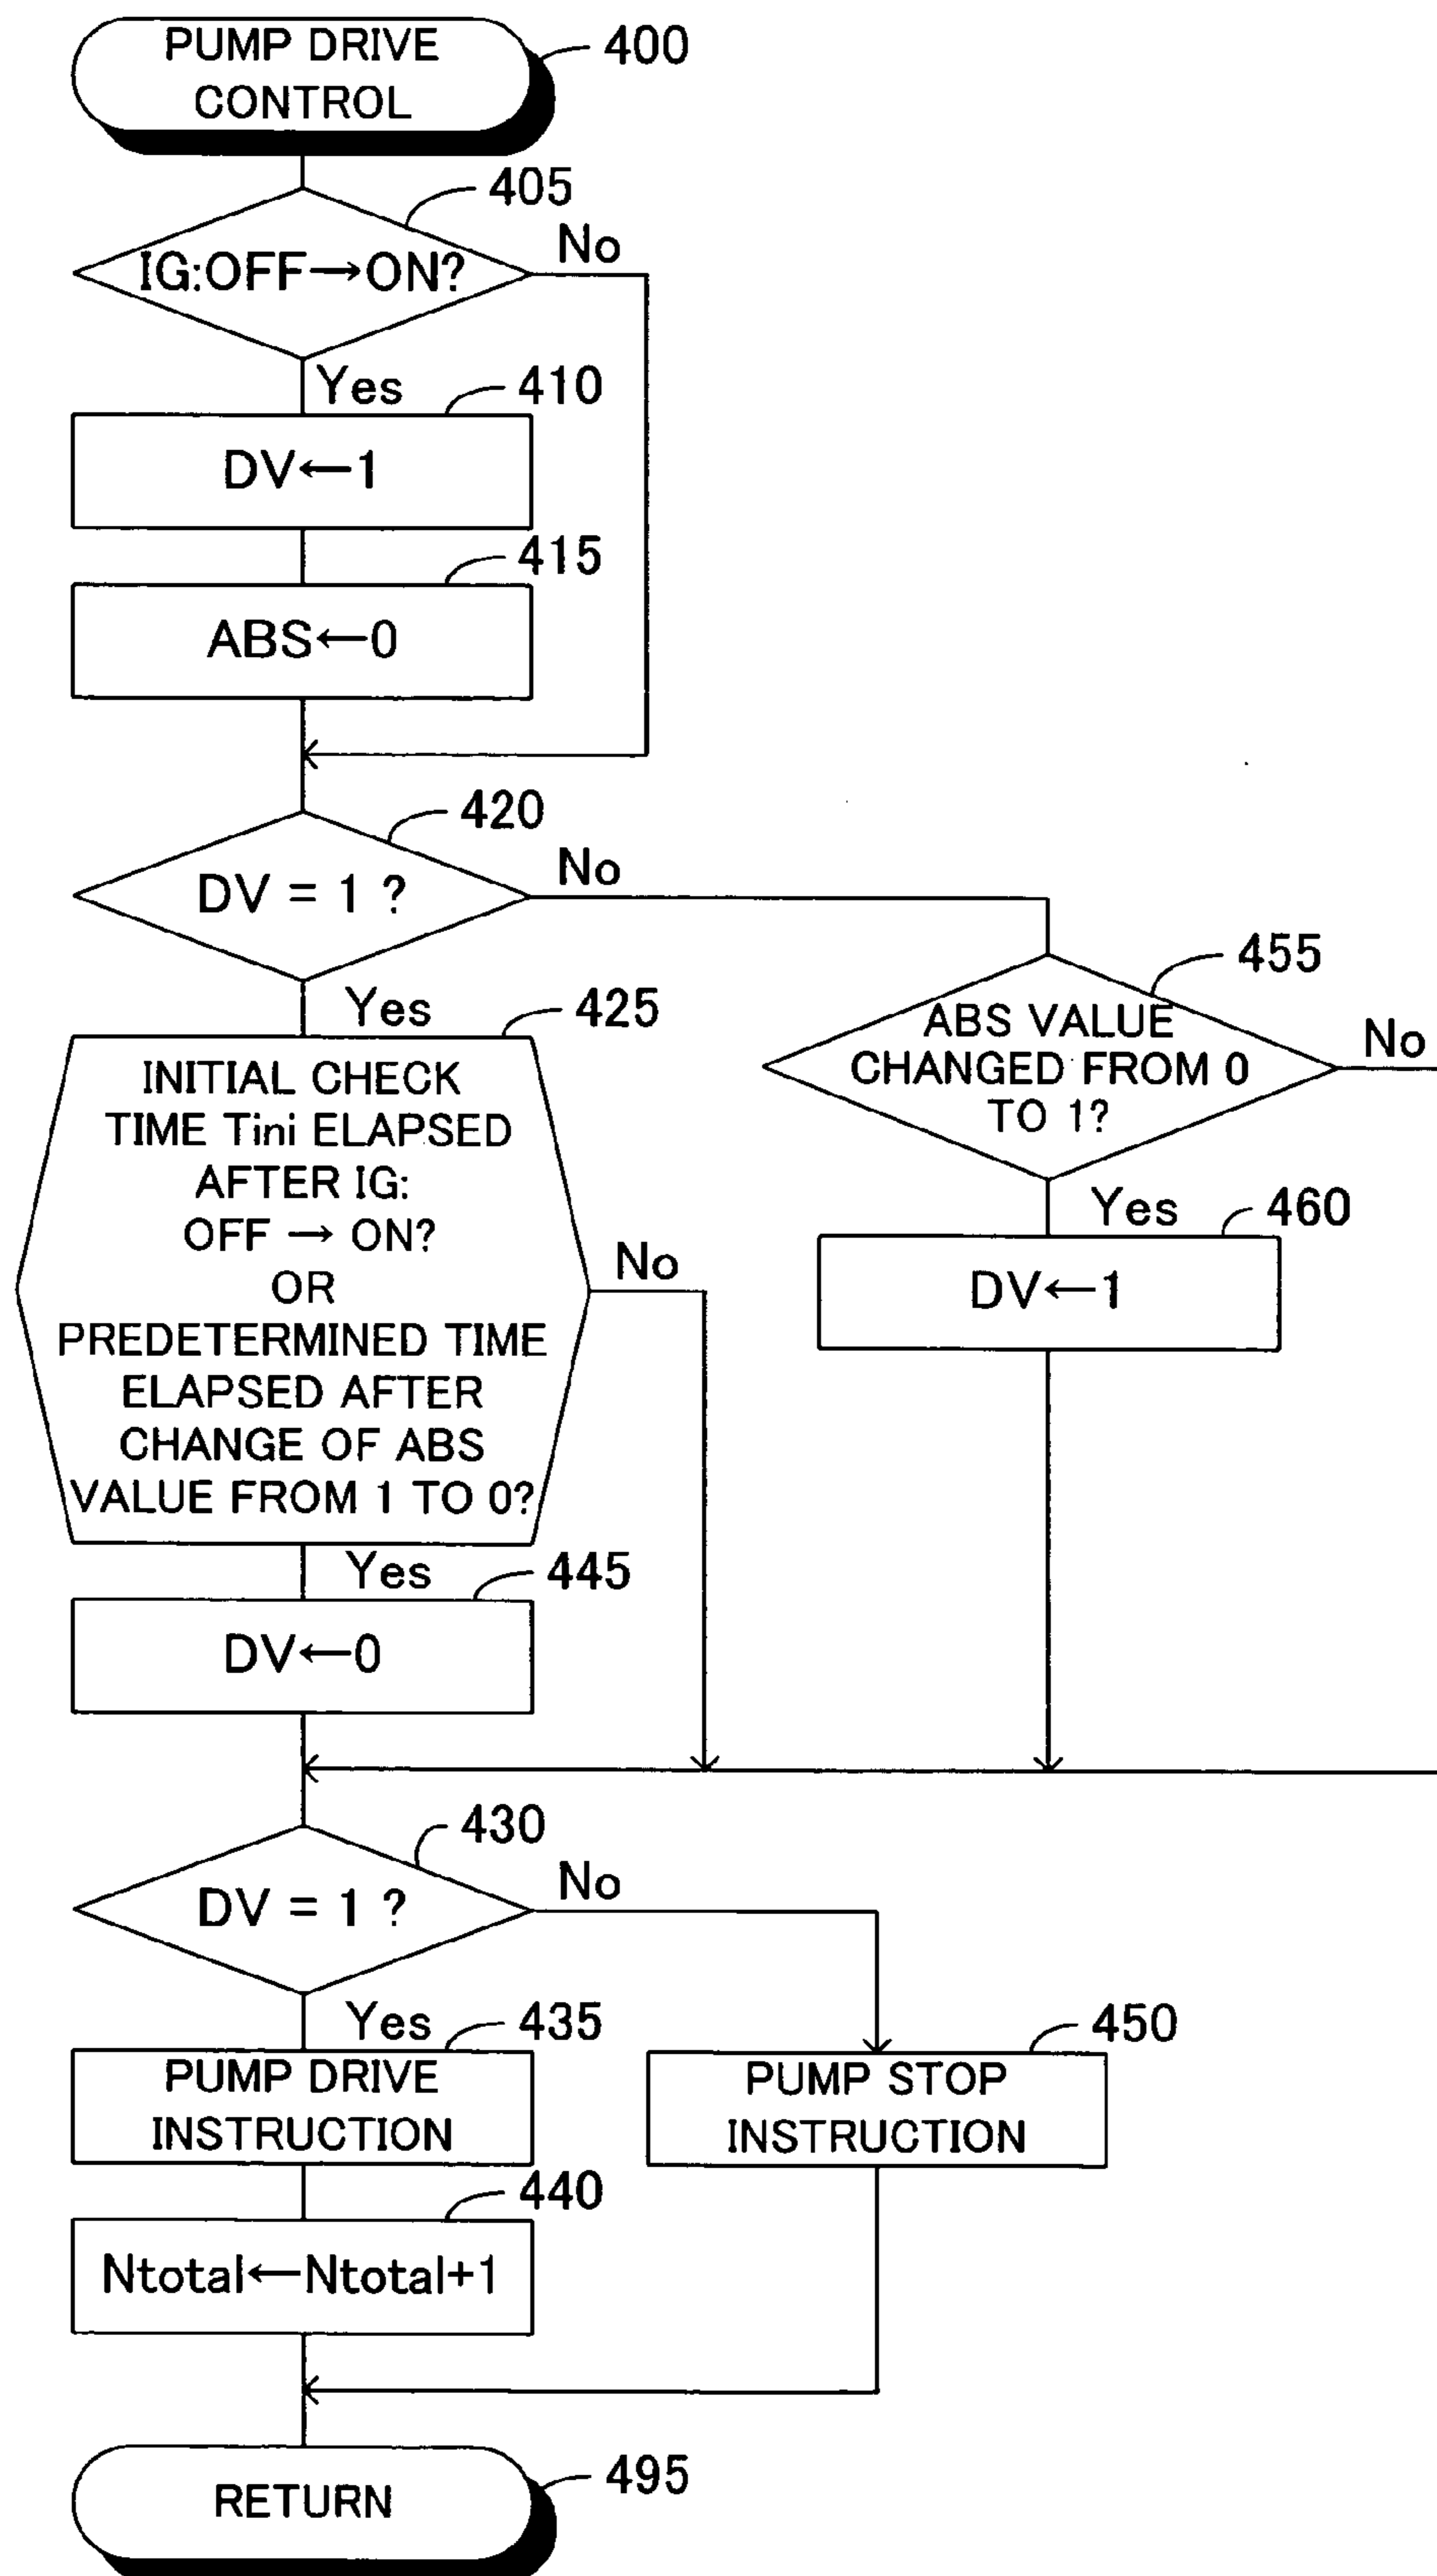 PUMP DRIVE
CONTROL
400
405
IG:OFF→ON?
No
Yes
410
DV←1
415
ABS←0
420
DV = 1 ?
No
Yes
455
ABS VALUE
CHANGED FROM 0
TO 1?
No
Yes
460
DV←1
425
INITIAL CHECK
TIME Tini ELAPSED
AFTER IG:
OFF → ON?
OR
PREDETERMINED TIME
ELAPSED AFTER
CHANGE OF ABS
VALUE FROM 1 TO 0?
No
Yes
445
DV←0
430
DV = 1 ?
No
Yes
435
PUMP DRIVE
INSTRUCTION
450
PUMP STOP
INSTRUCTION
440
Ntotal←Ntotal+1
RETURN
495